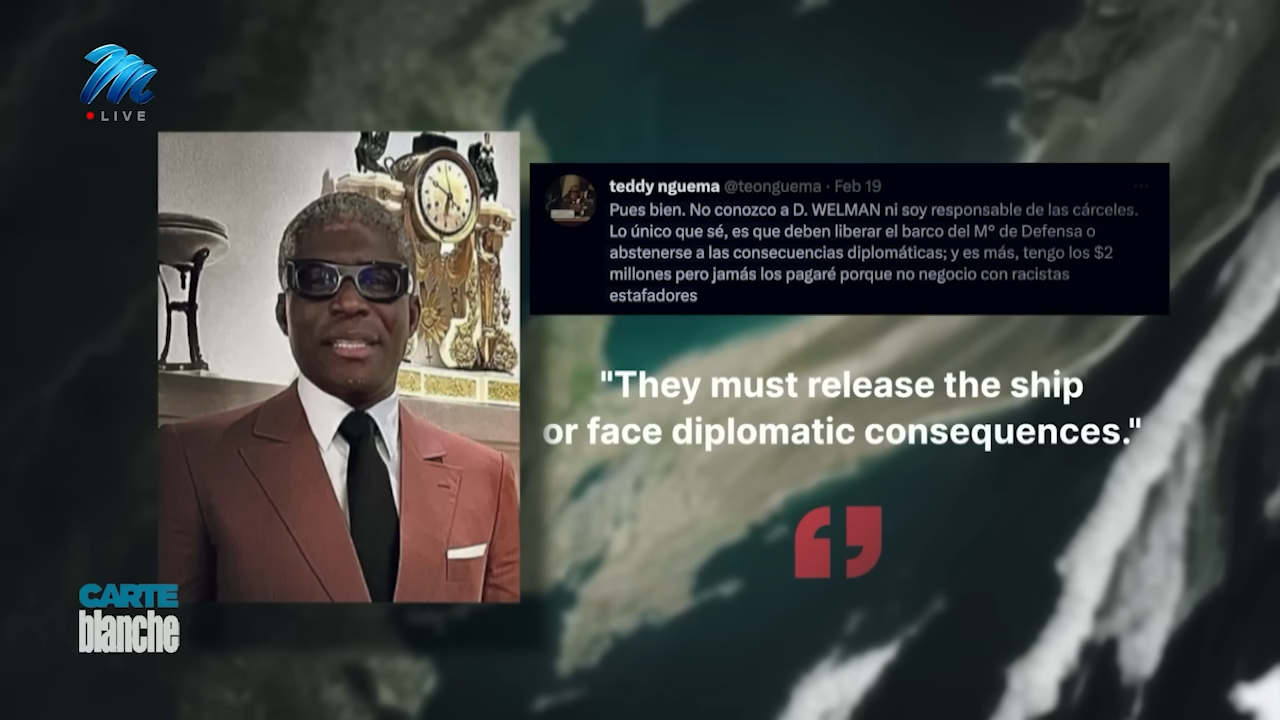 LIVE
teddy nguema @teonguema · Feb 19
Pues bien. No conozco a D. WELMAN ni soy responsable de las cárceles.
Lo único que sé, es que deben liberar el barco del Mº de Defensa o
abstenerse a las consecuencias diplomáticas; y es más, tengo los $2
millones pero jamás los pagaré porque no negocio con racistas
estafadores
"They must release the ship
or face diplomatic consequences."
CARTE
blanche